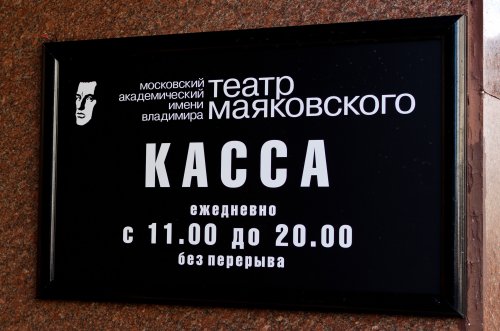 московский
академический
имени
владимира
театр
маяковского
КАССА
ежедневно
с 11.00 до 20.00
без перерыва